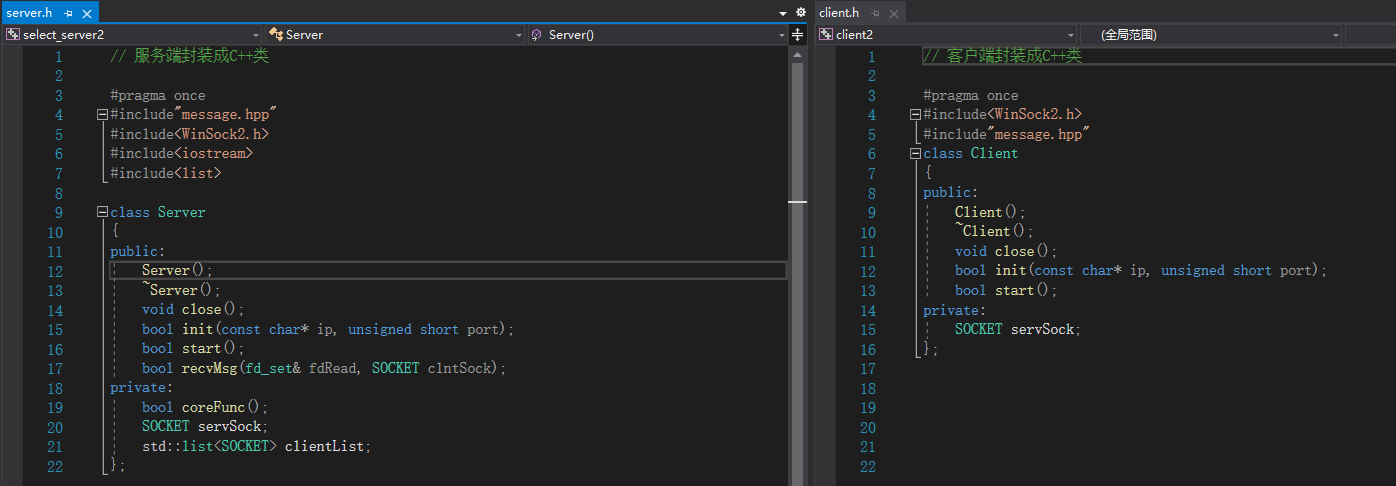 server.h
select_server2
Server
Server()
1 // 服务端封装成C++类
2
3 #pragma once
4 #include"message.hpp"
5 #include<WinSock2.h>
6 #include<iostream>
7 #include<list>
8
9 class Server
10 {
11 public:
12 Server();
13 ~Server();
14 void close();
15 bool init(const char* ip, unsigned short port);
16 bool start();
17 bool recvMsg(fd_set& fdRead, SOCKET clntSock);
18 private:
19 bool coreFunc();
20 SOCKET servSock;
21 std::list<SOCKET> clientList;
22 };
client.h
client2
(全局范围)
1 // 客户端封装成C++类
2
3 #pragma once
4 #include<WinSock2.h>
5 #include"message.hpp"
6 class Client
7 {
8 public:
9 Client();
10 ~Client();
11 void close();
12 bool init(const char* ip, unsigned short port);
13 bool start();
14 private:
15 SOCKET servSock;
16 };
17
18
19
20
21
22